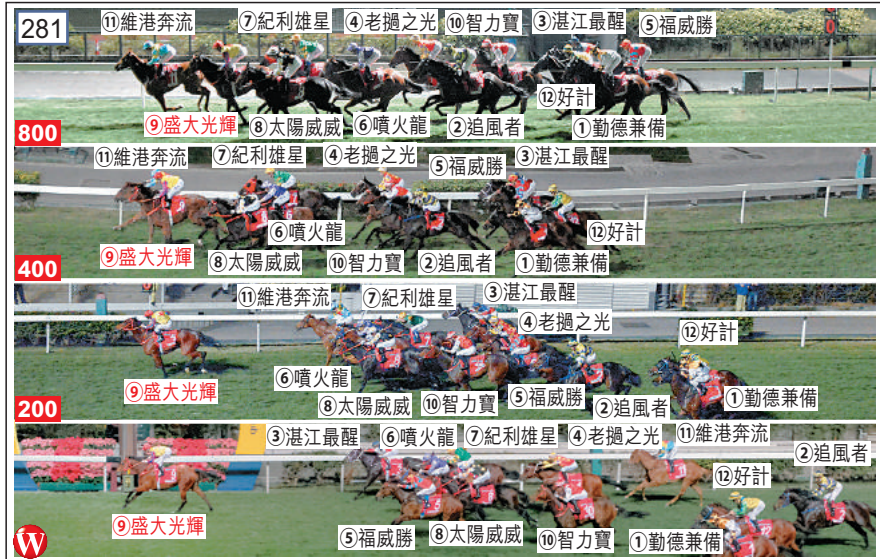 281
⑪維港奔流 ⑦紀利雄星 ④老撾之光 ⑩智力寶 ③湛江最醒 ⑤福威勝
⑨盛大光輝 ⑧太陽威威 ⑥噴火龍 ②追風者 ⑫好計 ①勤德兼備
800
⑪維港奔流 ⑦紀利雄星 ④老撾之光 ⑤福威勝 ③湛江最醒
⑨盛大光輝 ⑧太陽威威 ⑥噴火龍 ⑩智力寶 ②追風者 ①勤德兼備 ⑫好計
400
⑪維港奔流 ⑦紀利雄星 ③湛江最醒 ④老撾之光 ⑫好計
⑨盛大光輝 ⑥噴火龍 ⑧太陽威威 ⑩智力寶 ⑤福威勝 ②追風者 ①勤德兼備
200
③湛江最醒 ⑥噴火龍 ⑦紀利雄星 ④老撾之光 ⑪維港奔流 ②追風者
⑨盛大光輝 ⑤福威勝 ⑧太陽威威 ⑩智力寶 ①勤德兼備 ⑫好計
W